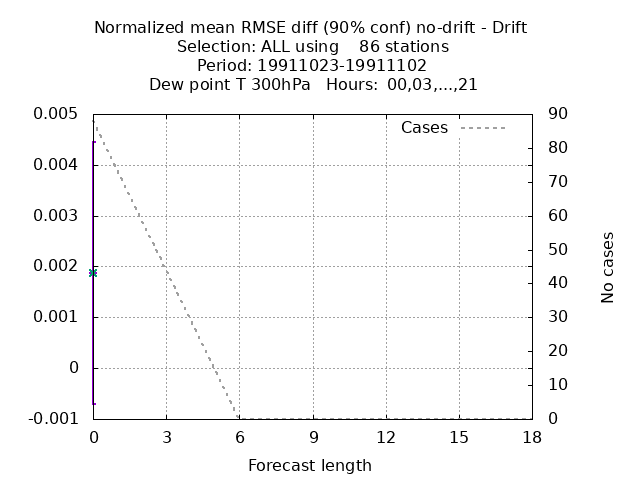 Normalized mean RMSE diff (90% conf) no-drift - Drift
Selection: ALL using    86 stations
Period: 19911023-19911102
Dew point T 300hPa   Hours:  00,03,...,21
Cases
0.005
0.004
0.003
0.002
0.001
0
-0.001
90
80
70
60
50
40
30
20
10
0
No cases
0 3 6 9 12 15 18
Forecast length